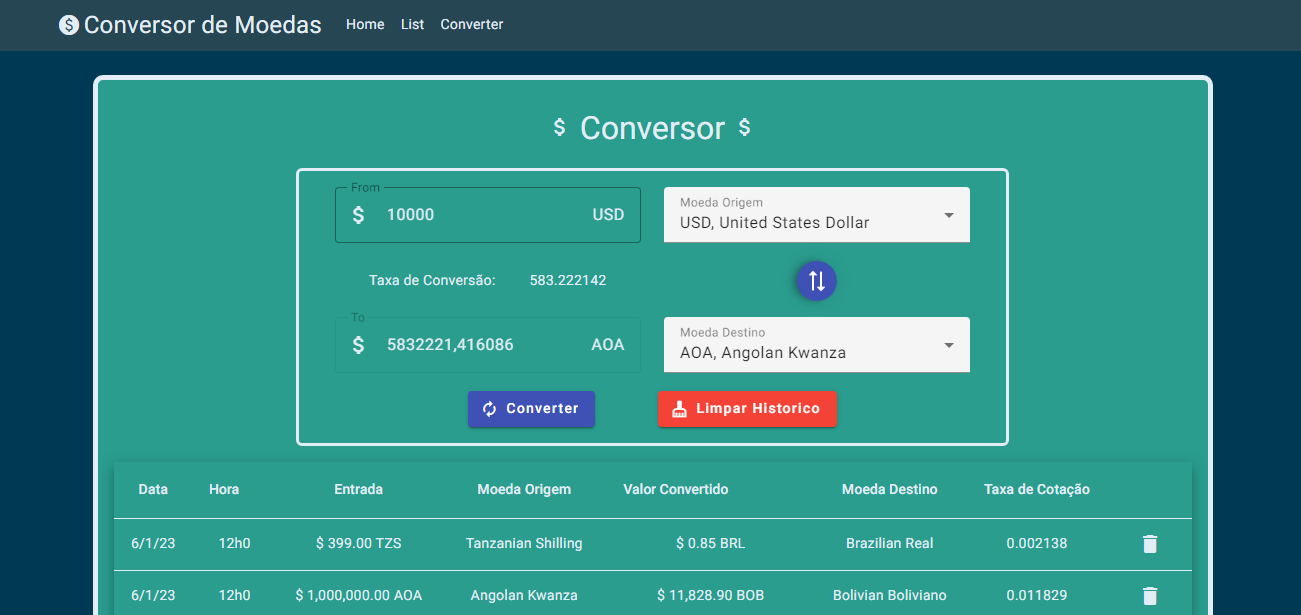 Conversor de Moedas Home List Converter
$ Conversor $
From
$ 10000 USD
Moeda Origem
USD, United States Dollar
Taxa de Conversão: 583.222142
To
$ 5832221,416086 AOA
Moeda Destino
AOA, Angolan Kwanza
Converter Limpar Historico
Data Hora Entrada Moeda Origem Valor Convertido Moeda Destino Taxa de Cotação
6/1/23 12h0 $ 399.00 TZS Tanzanian Shilling $ 0.85 BRL Brazilian Real 0.002138
6/1/23 12h0 $ 1,000,000.00 AOA Angolan Kwanza $ 11,828.90 BOB Bolivian Boliviano 0.011829